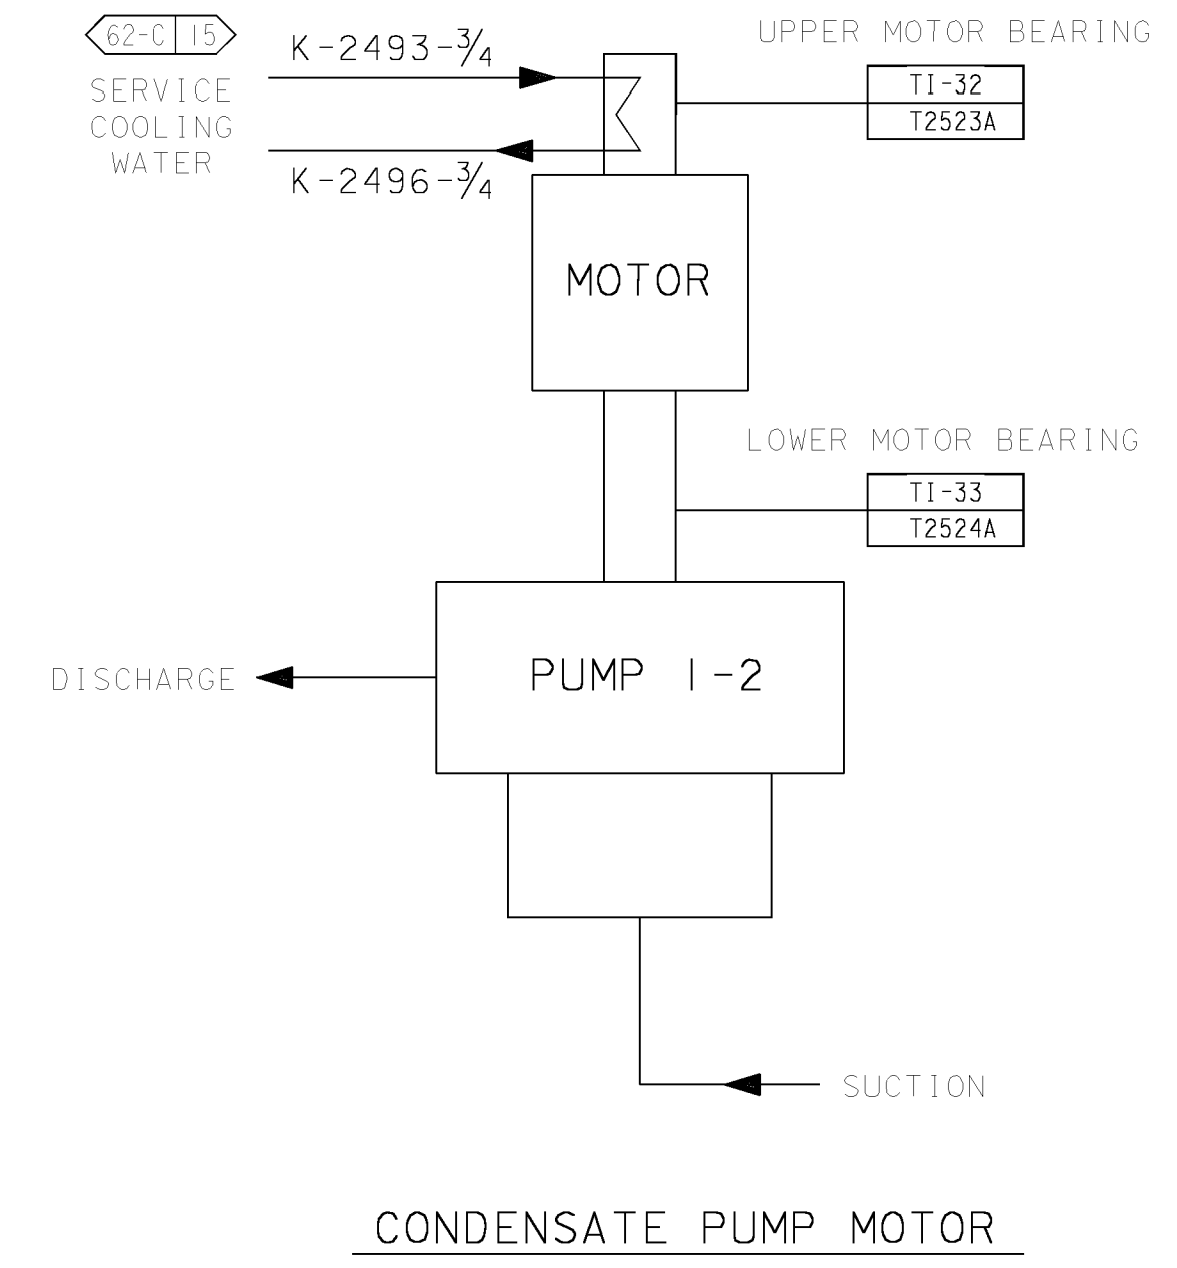 62-C 15
SERVICE
COOLING
WATER
K-2493-3/4
K-2496-3/4
UPPER MOTOR BEARING
TI-32
T2523A
MOTOR
LOWER MOTOR BEARING
TI-33
T2524A
PUMP 1-2
DISCHARGE
SUCTION
CONDENSATE PUMP MOTOR